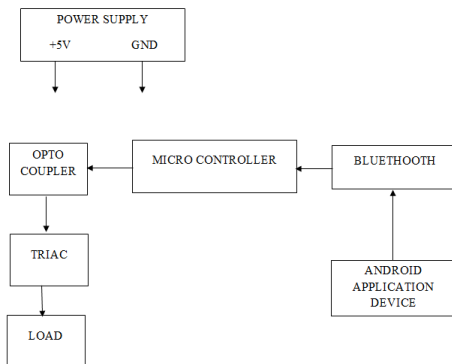 POWER SUPPLY
+5V GND
OPTO
COUPLER
MICRO CONTROLLER
BLUETHOOTH
TRIAC
ANDROID
APPLICATION
DEVICE
LOAD